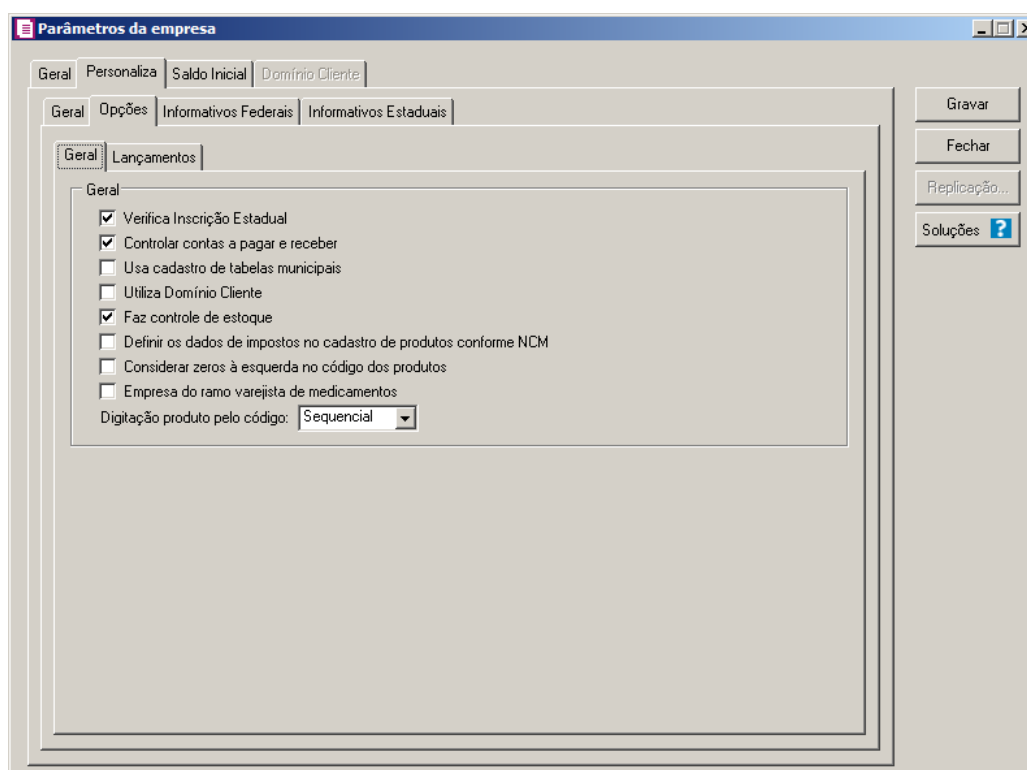 Parâmetros da empresa
Geral Personaliza Saldo Inicial Domínio Cliente
Geral Opções Informativos Federais Informativos Estaduais
Gravar
Fechar
Replicação...
Soluções ?
Geral Lançamentos
Geral
Verifica Inscrição Estadual
Controlar contas a pagar e receber
Usa cadastro de tabelas municipais
Utiliza Domínio Cliente
Faz controle de estoque
Definir os dados de impostos no cadastro de produtos conforme NCM
Considerar zeros à esquerda no código dos produtos
Empresa do ramo varejista de medicamentos
Digitação produto pelo código: Sequencial